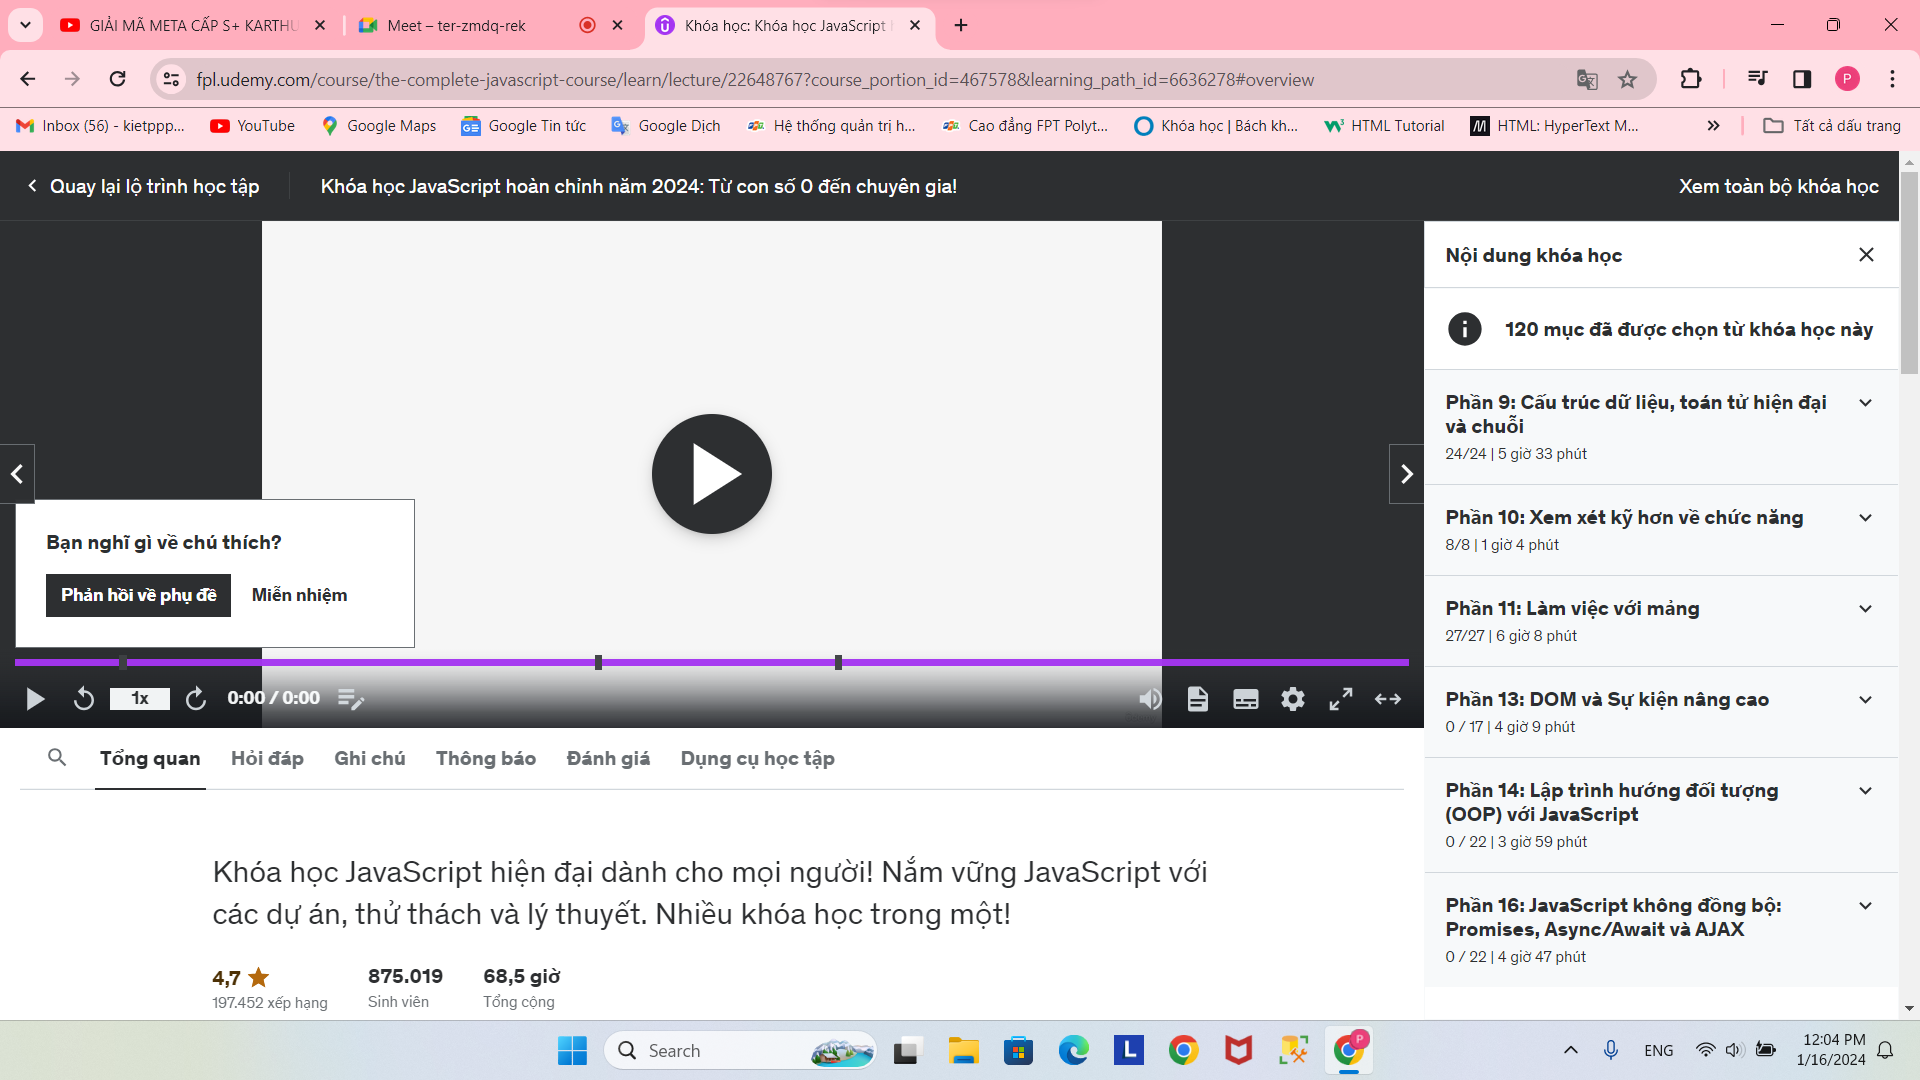 GIẢI MÃ META CẤP S+ KARTHU
Meet – ter-zmdq-rek
Khóa học: Khóa học JavaScript
fpl.udemy.com/course/the-complete-javascript-course/learn/lecture/22648767?course_portion_id=467578&learning_path_id=6636278#overview
P
Inbox (56) - kietppp...
YouTube
Google Maps
Google Tin tức
Google Dịch
Hệ thống quản trị h...
Cao đẳng FPT Polyt...
Khóa học | Bách kh...
HTML Tutorial
HTML: HyperText M...
Tất cả dấu trang
Quay lại lộ trình học tập
Khóa học JavaScript hoàn chỉnh năm 2024: Từ con số 0 đến chuyên gia!
Xem toàn bộ khóa học
Bạn nghĩ gì về chú thích?
Phản hồi về phụ đề
Miễn nhiệm
1x
0:00 / 0:00
Nội dung khóa học
120 mục đã được chọn từ khóa học này
Phần 9: Cấu trúc dữ liệu, toán tử hiện đại
và chuỗi
24/24 | 5 giờ 33 phút
Phần 10: Xem xét kỹ hơn về chức năng
8/8 | 1 giờ 4 phút
Phần 11: Làm việc với mảng
27/27 | 6 giờ 8 phút
Phần 13: DOM và Sự kiện nâng cao
0 / 17 | 4 giờ 9 phút
Phần 14: Lập trình hướng đối tượng
(OOP) với JavaScript
0 / 22 | 3 giờ 59 phút
Phần 16: JavaScript không đồng bộ:
Promises, Async/Await và AJAX
0 / 22 | 4 giờ 47 phút
Tổng quan
Hỏi đáp
Ghi chú
Thông báo
Đánh giá
Dụng cụ học tập
Khóa học JavaScript hiện đại dành cho mọi người! Nắm vững JavaScript với
các dự án, thử thách và lý thuyết. Nhiều khóa học trong một!
4,7
197.452 xếp hạng
875.019
Sinh viên
68,5 giờ
Tổng cộng
Search
L
P
ENG
12:04 PM
1/16/2024